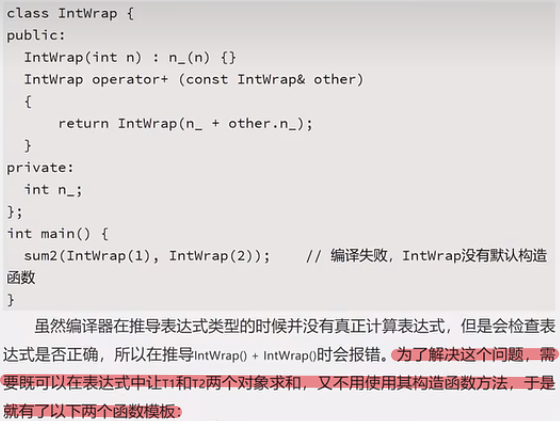 class IntWrap {
public:
  IntWrap(int n) : n_(n) {}
  IntWrap operator+ (const IntWrap& other)
  {
      return IntWrap(n_ + other.n_);
  }
private:
  int n_;
};
int main() {
  sum2(IntWrap(1), IntWrap(2));    // 编译失败，IntWrap没有默认构造
函数
}
虽然编译器在推导表达式类型的时候并没有真正计算表达式，但是会检查表
达式是否正确，所以在推导IntWrap() + IntWrap()时会报错。为了解决这个问题，需
要既可以在表达式中让T1和T2两个对象求和，又不用使用其构造函数方法，于是
就有了以下两个函数模板：